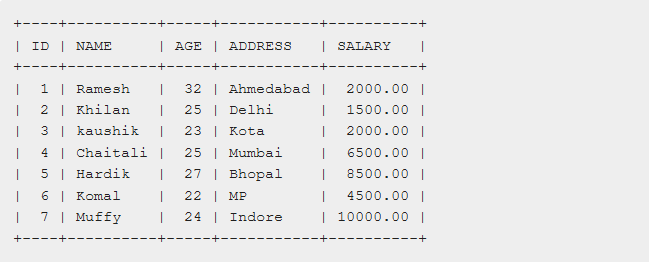 +----+----------+-----+-----------+----------+
| ID | NAME     | AGE | ADDRESS   | SALARY   |
+----+----------+-----+-----------+----------+
|  1 | Ramesh   |  32 | Ahmedabad |  2000.00 |
|  2 | Khilan   |  25 | Delhi     |  1500.00 |
|  3 | kaushik  |  23 | Kota      |  2000.00 |
|  4 | Chaitali |  25 | Mumbai    |  6500.00 |
|  5 | Hardik   |  27 | Bhopal    |  8500.00 |
|  6 | Komal    |  22 | MP        |  4500.00 |
|  7 | Muffy    |  24 | Indore    | 10000.00 |
+----+----------+-----+-----------+----------+